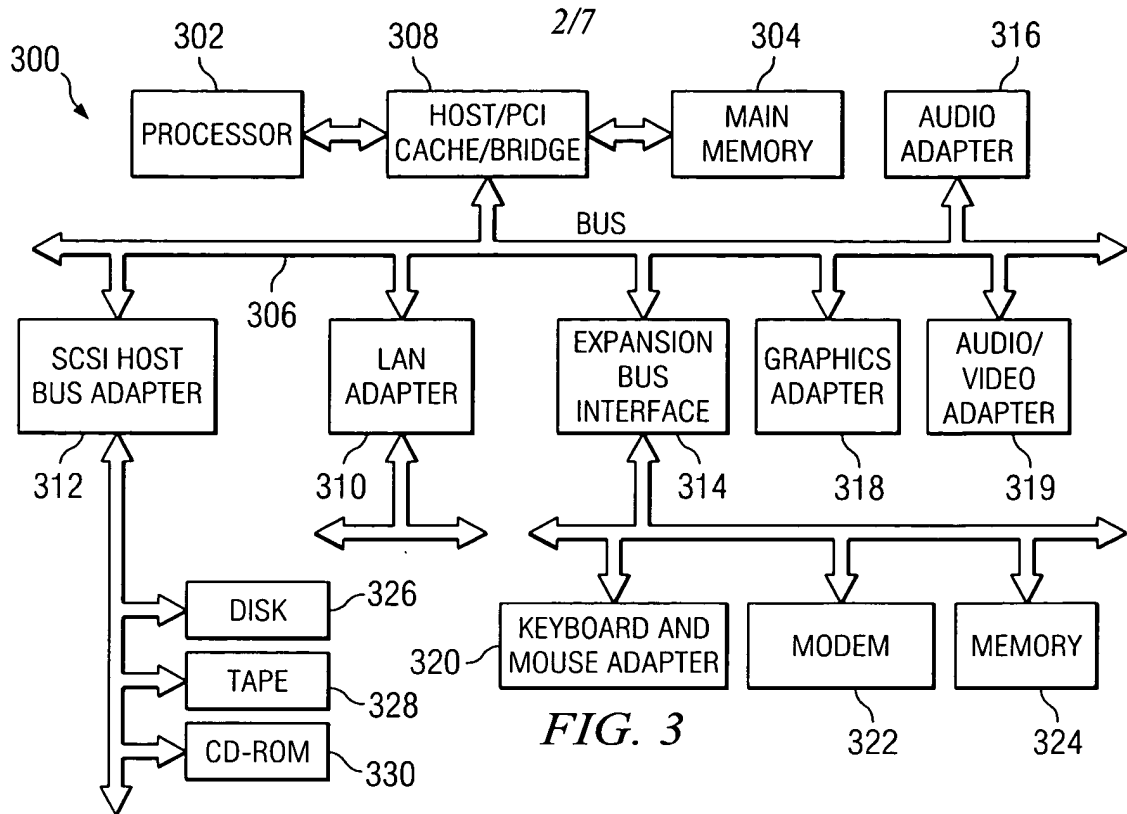 2/7
300
302
308
304
316
PROCESSOR
HOST/PCI
CACHE/BRIDGE
MAIN
MEMORY
AUDIO
ADAPTER
BUS
306
SCSI HOST
BUS ADAPTER
LAN
ADAPTER
EXPANSION
BUS
INTERFACE
GRAPHICS
ADAPTER
AUDIO/
VIDEO
ADAPTER
312
310
314
318
319
DISK
326
TAPE
328
CD-ROM
330
320
KEYBOARD AND
MOUSE ADAPTER
MODEM
MEMORY
322
324
FIG. 3